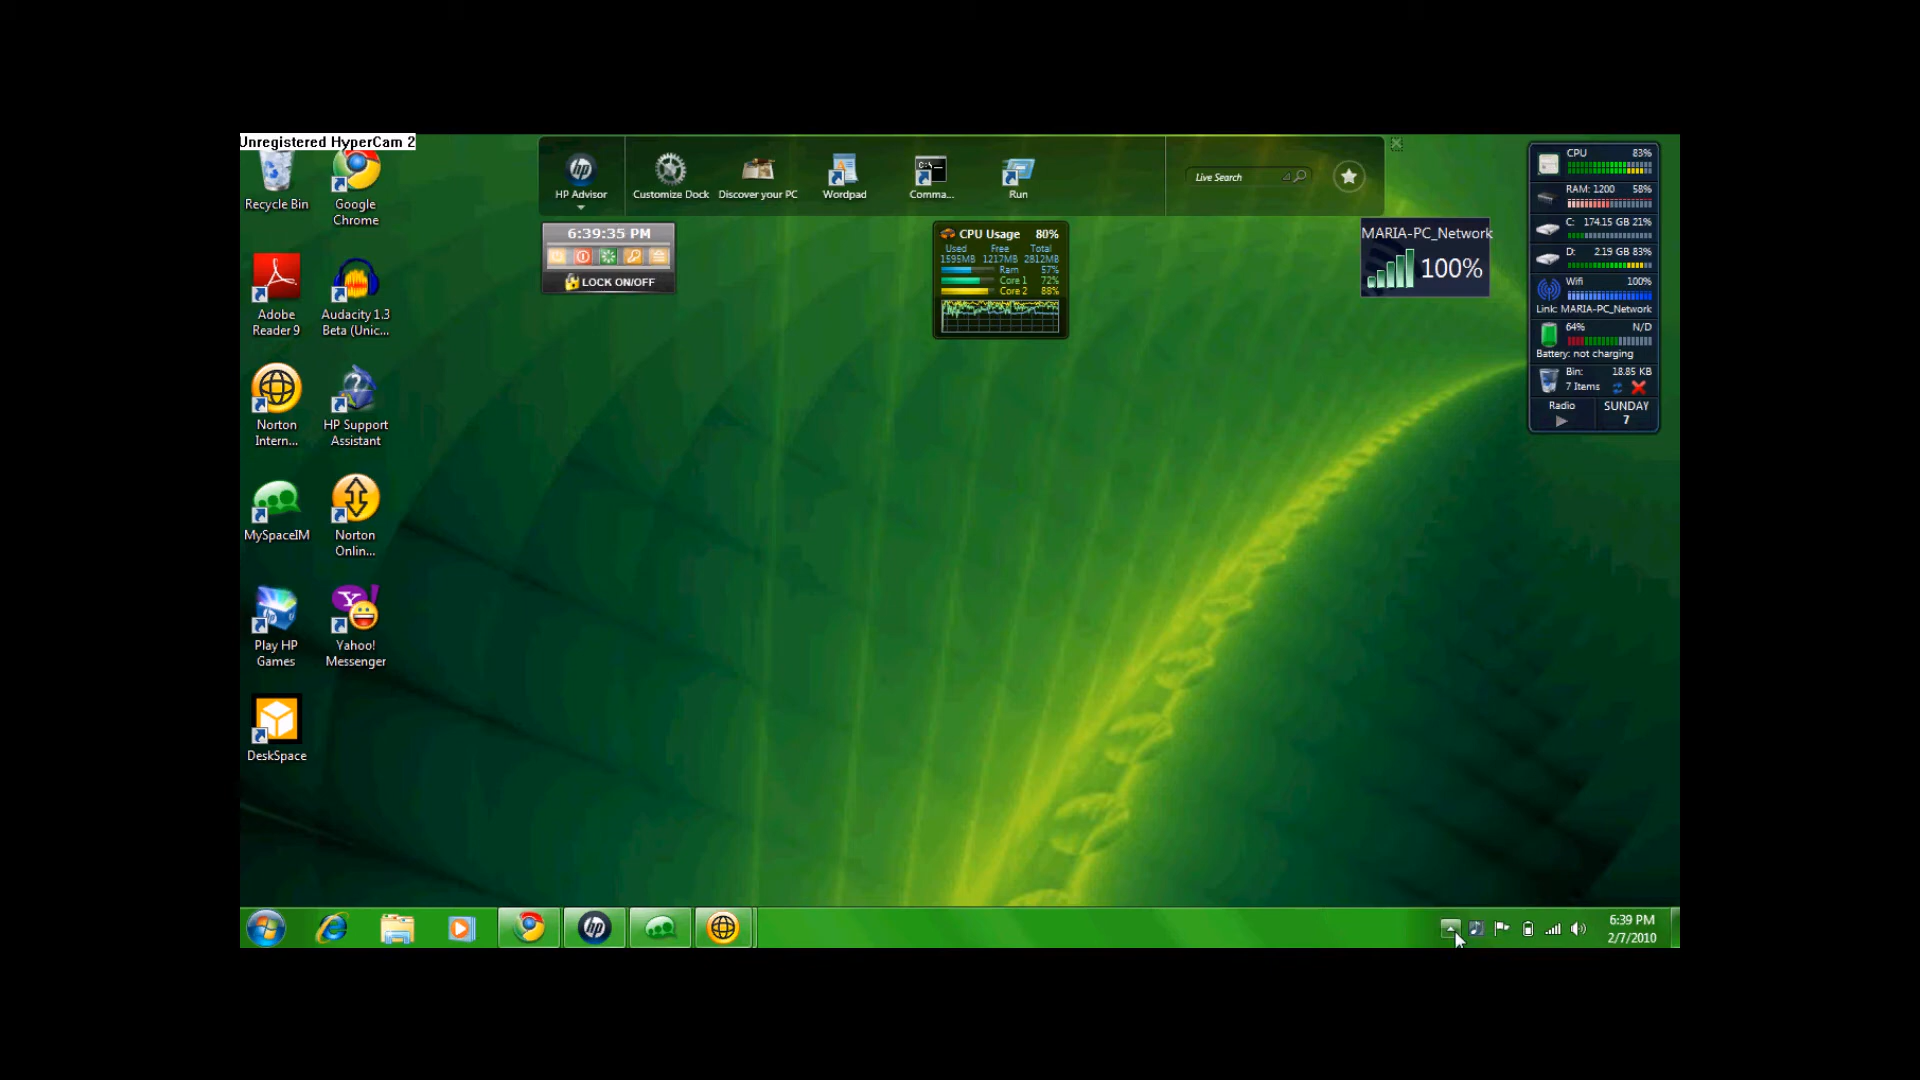 Unregistered HyperCam 2
Recycle Bin
Google
Chrome
Adobe
Reader 9
Audacity 1.3
Beta (Unic...
Norton
Intern...
HP Support
Assistant
MySpaceIM
Norton
Onlin...
Play HP
Games
Yahoo!
Messenger
DeskSpace
HP Advisor
Customize Dock
Discover your PC
Wordpad
Comma...
Run
Live Search
6:39:35 PM
LOCK ON/OFF
CPU Usage 80%
Used Free Total
1595MB 1217MB 2812MB
Ram 57%
Core 1 72%
Core 2 88%
MARIA-PC_Network
100%
CPU 83%
RAM: 1200 58%
C: 174.15 GB 21%
D: 2.19 GB 83%
Wifi 100%
Link: MARIA-PC_Network
64% N/D
Battery: not charging
Bin: 18.85 KB
7 Items
Radio
SUNDAY
7
6:39 PM
2/7/2010